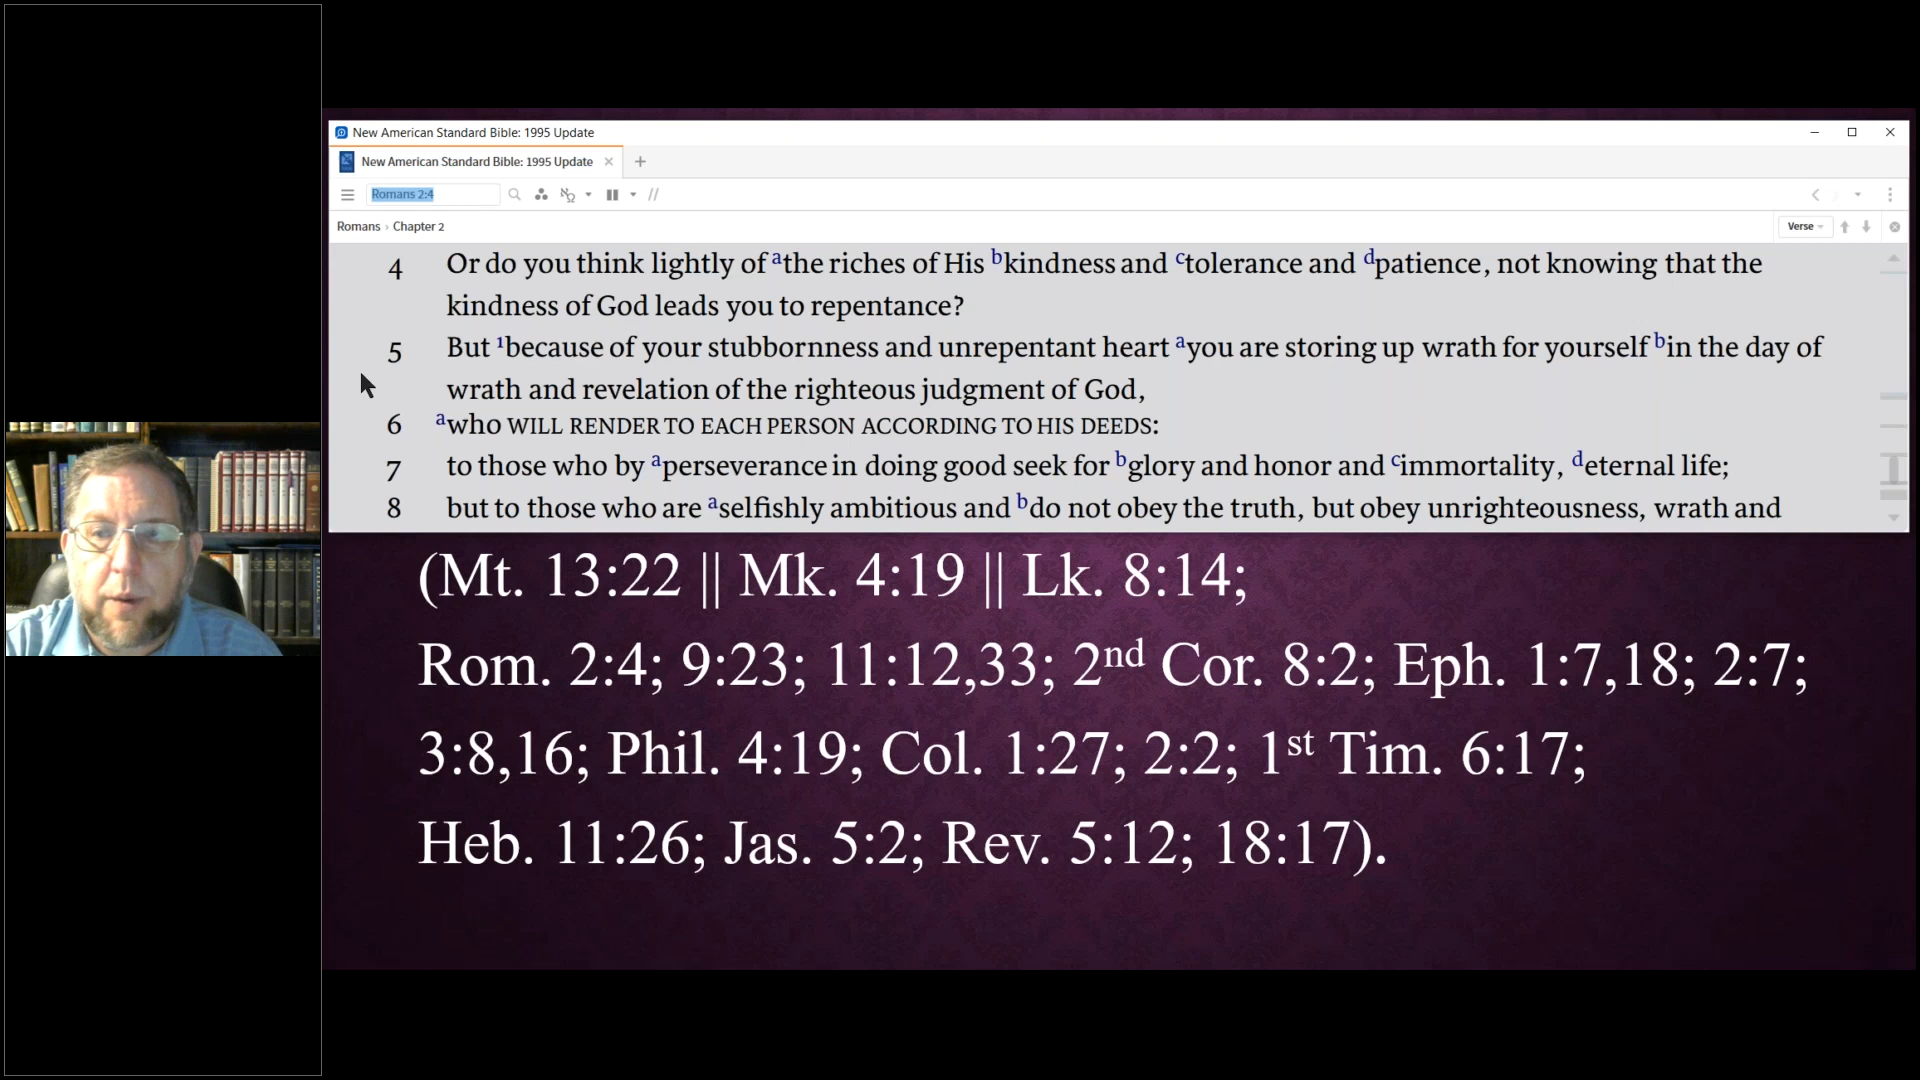 New American Standard Bible: 1995 Update
New American Standard Bible: 1995 Update
Romans 2:4
Romans › Chapter 2
Verse
4 Or do you think lightly of ᵃthe riches of His ᵇkindness and ᶜtolerance and ᵈpatience, not knowing that the
kindness of God leads you to repentance?
5 But ¹because of your stubbornness and unrepentant heart ᵃyou are storing up wrath for yourself ᵇin the day of
wrath and revelation of the righteous judgment of God,
6 ᵃwho WILL RENDER TO EACH PERSON ACCORDING TO HIS DEEDS:
7 to those who by ᵃperseverance in doing good seek for ᵇglory and honor and ᶜimmortality, ᵈeternal life;
8 but to those who are ᵃselfishly ambitious and ᵇdo not obey the truth, but obey unrighteousness, wrath and
(Mt. 13:22 || Mk. 4:19 || Lk. 8:14;
Rom. 2:4; 9:23; 11:12,33; 2nd Cor. 8:2; Eph. 1:7,18; 2:7;
3:8,16; Phil. 4:19; Col. 1:27; 2:2; 1st Tim. 6:17;
Heb. 11:26; Jas. 5:2; Rev. 5:12; 18:17).